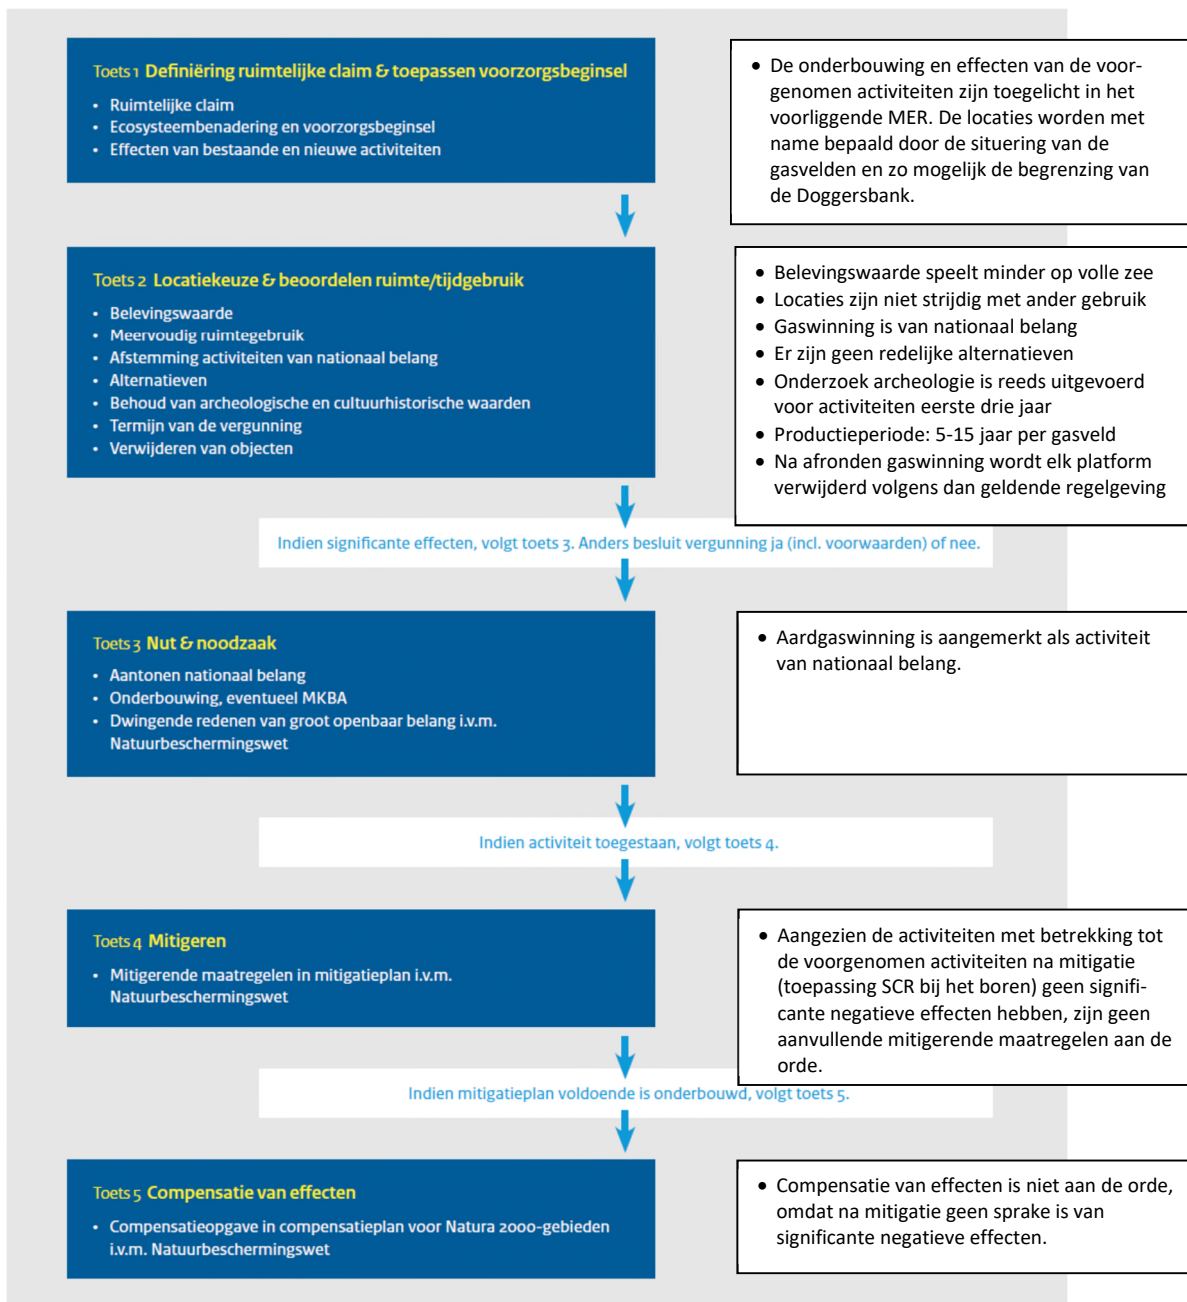 Toets 1 Definiëring ruimtelijke claim & toepassen voorzorgsbeginsel
• Ruimtelijke claim
• Ecosysteembenadering en voorzorgsbeginsel
• Effecten van bestaande en nieuwe activiteiten
• De onderbouwing en effecten van de voor-
genomen activiteiten zijn toegelicht in het
voorliggende MER. De locaties worden met
name bepaald door de situering van de
gasvelden en zo mogelijk de begrenzing van
de Doggersbank.
Toets 2 Locatiekeuze & beoordelen ruimte/tijdgebruik
• Belevingswaarde
• Meervoudig ruimtegebruik
• Afstemming activiteiten van nationaal belang
• Alternatieven
• Behoud van archeologische en cultuurhistorische waarden
• Termijn van de vergunning
• Verwijderen van objecten
• Belevingswaarde speelt minder op volle zee
• Locaties zijn niet strijdig met ander gebruik
• Gaswinning is van nationaal belang
• Er zijn geen redelijke alternatieven
• Onderzoek archeologie is reeds uitgevoerd
voor activiteiten eerste drie jaar
• Productieperiode: 5-15 jaar per gasveld
• Na afronden gaswinning wordt elk platform
verwijderd volgens dan geldende regelgeving
Indien significante effecten, volgt toets 3. Anders besluit vergunning ja (incl. voorwaarden) of nee.
Toets 3 Nut & noodzaak
• Aantonen nationaal belang
• Onderbouwing, eventueel MKBA
• Dwingende redenen van groot openbaar belang i.v.m.
Natuurbeschermingswet
• Aardgaswinning is aangemerkt als activiteit
van nationaal belang.
Indien activiteit toegestaan, volgt toets 4.
Toets 4 Mitigeren
• Mitigerende maatregelen in mitigatieplan i.v.m.
Natuurbeschermingswet
• Aangezien de activiteiten met betrekking tot
de voorgenomen activiteiten na mitigatie
(toepassing SCR bij het boren) geen signifi-
cante negatieve effecten hebben, zijn geen
aanvullende mitigerende maatregelen aan de
orde.
Indien mitigatieplan voldoende is onderbouwd, volgt toets 5.
Toets 5 Compensatie van effecten
• Compensatieopgave in compensatieplan voor Natura 2000-gebieden
i.v.m. Natuurbeschermingswet
• Compensatie van effecten is niet aan de orde,
omdat na mitigatie geen sprake is van
significante negatieve effecten.